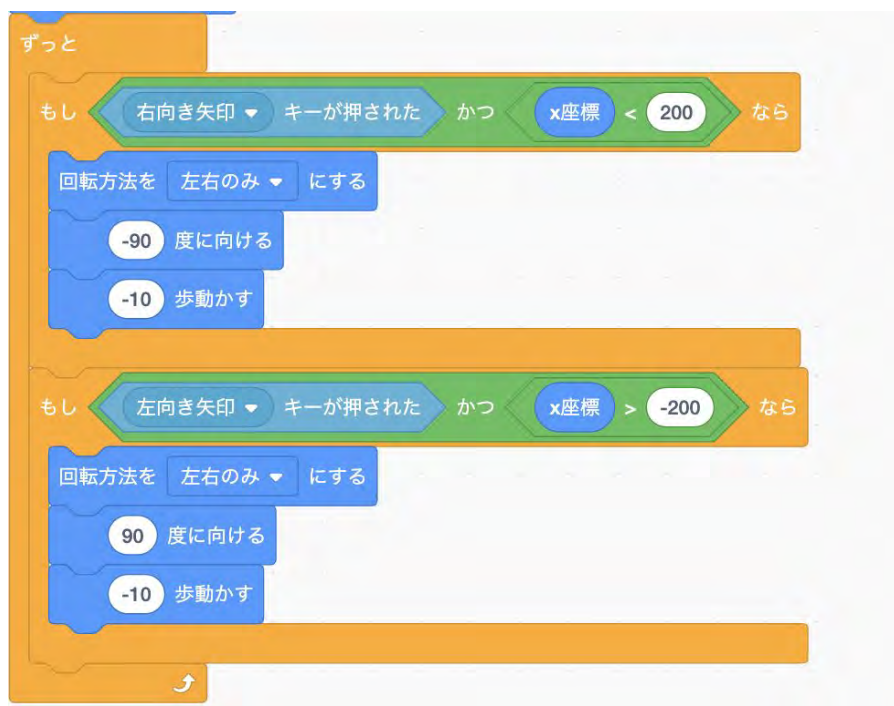 ずっと
もし 右向き矢印 キーが押された かつ x座標 < 200 なら
回転方法を 左右のみ にする
-90 度に向ける
-10 歩動かす
もし 左向き矢印 キーが押された かつ x座標 > -200 なら
回転方法を 左右のみ にする
90 度に向ける
-10 歩動かす